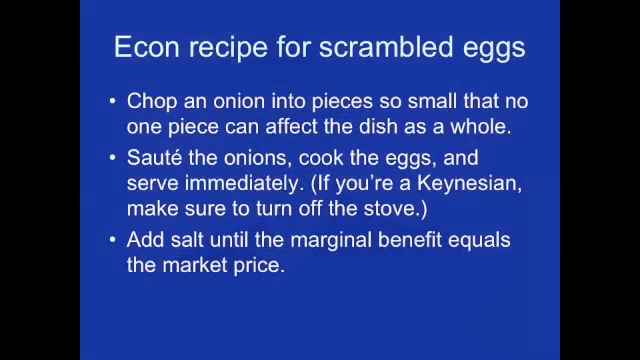 Econ recipe for scrambled eggs
• Chop an onion into pieces so small that no
one piece can affect the dish as a whole.
• Sauté the onions, cook the eggs, and
serve immediately. (If you're a Keynesian,
make sure to turn off the stove.)
• Add salt until the marginal benefit equals
the market price.